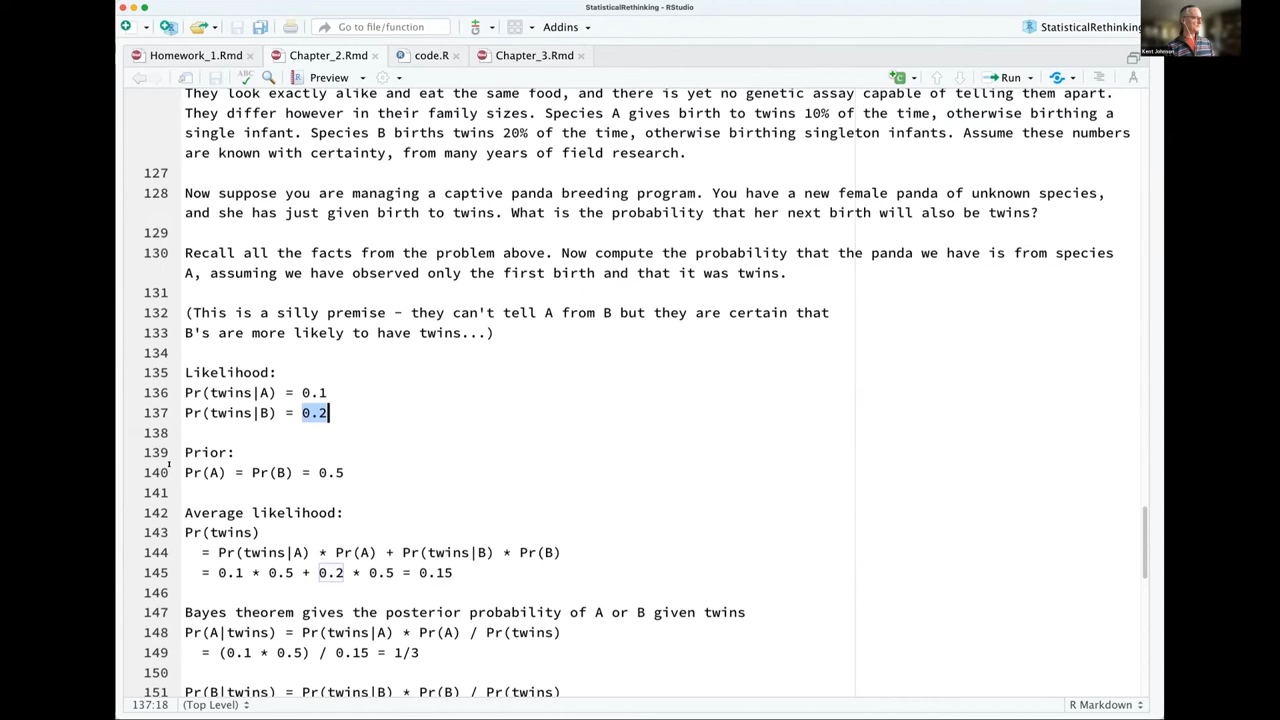 StatisticalRethinking - RStudio
Go to file/function
Addins
StatisticalRethinking
Kent Johnson
Homework_1.Rmd
Chapter_2.Rmd
code.R
Chapter_3.Rmd
ABC
Preview
Run
They look exactly alike and eat the same food, and there is yet no genetic assay capable of telling them apart.
They differ however in their family sizes. Species A gives birth to twins 10% of the time, otherwise birthing a
single infant. Species B births twins 20% of the time, otherwise birthing singleton infants. Assume these numbers
are known with certainty, from many years of field research.
127
128 Now suppose you are managing a captive panda breeding program. You have a new female panda of unknown species,
and she has just given birth to twins. What is the probability that her next birth will also be twins?
129
130 Recall all the facts from the problem above. Now compute the probability that the panda we have is from species
A, assuming we have observed only the first birth and that it was twins.
131
132 (This is a silly premise - they can't tell A from B but they are certain that
133 B's are more likely to have twins...)
134
135 Likelihood:
136 Pr(twins|A) = 0.1
137 Pr(twins|B) = 0.2
138
139 Prior:
140 Pr(A) = Pr(B) = 0.5
141
142 Average likelihood:
143 Pr(twins)
144 = Pr(twins|A) * Pr(A) + Pr(twins|B) * Pr(B)
145 = 0.1 * 0.5 + 0.2 * 0.5 = 0.15
146
147 Bayes theorem gives the posterior probability of A or B given twins
148 Pr(A|twins) = Pr(twins|A) * Pr(A) / Pr(twins)
149 = (0.1 * 0.5) / 0.15 = 1/3
150
151 Pr(B|twins) = Pr(twins|B) * Pr(B) / Pr(twins)
137:18 (Top Level) R Markdown